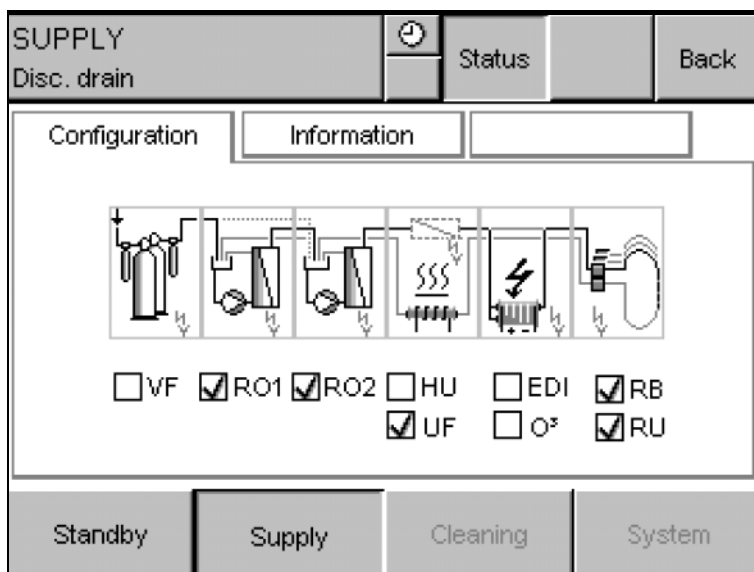 SUPPLY
Disc. drain
Status
Back
Configuration
Information
+ -
VF
RO1
RO2
HU
EDI
RB
UF
O³
RU
Standby
Supply
Cleaning
System